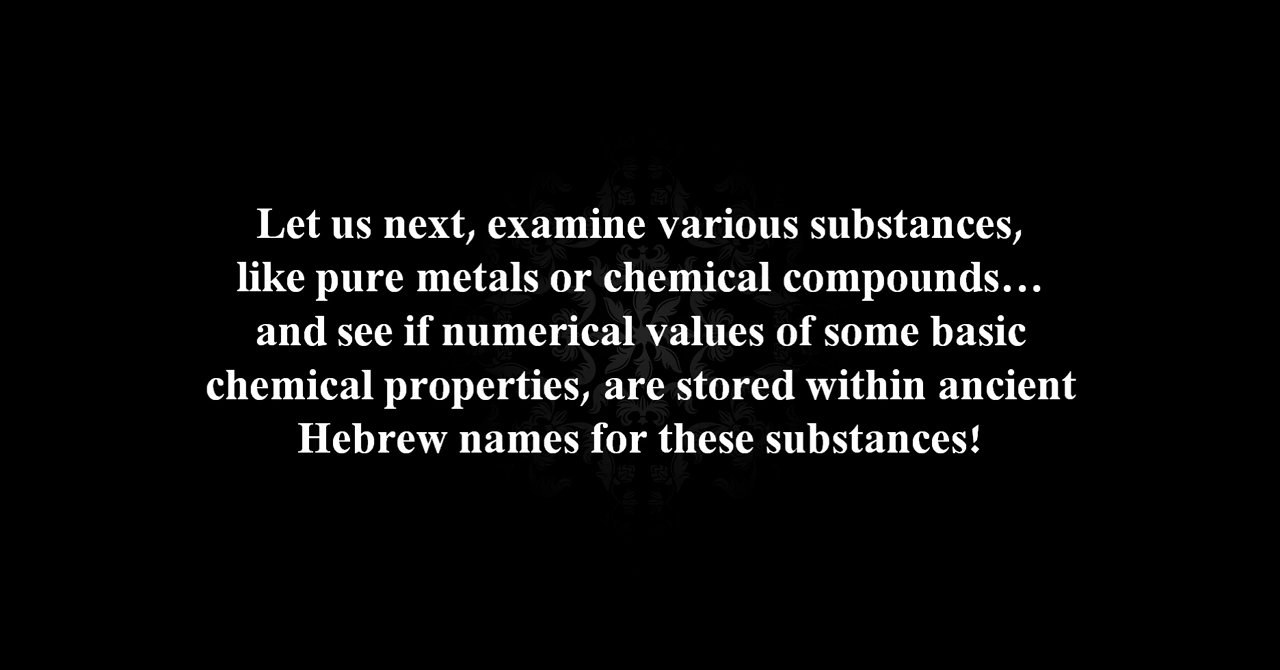 Let us next, examine various substances,
like pure metals or chemical compounds...
and see if numerical values of some basic
chemical properties, are stored within ancient
Hebrew names for these substances!